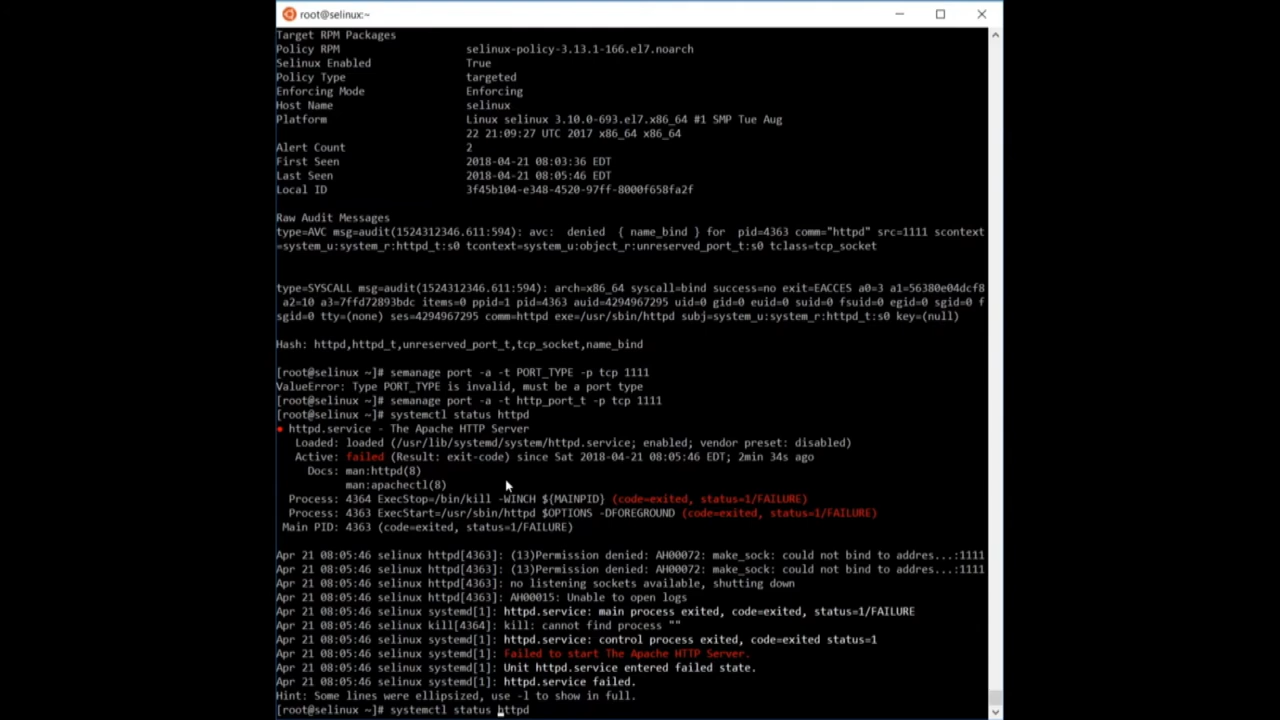 root@selinux:~
Target RPM Packages
Policy RPM selinux-policy-3.13.1-166.el7.noarch
Selinux Enabled True
Policy Type targeted
Enforcing Mode Enforcing
Host Name selinux
Platform Linux selinux 3.10.0-693.el7.x86_64 #1 SMP Tue Aug
22 21:09:27 UTC 2017 x86_64 x86_64
Alert Count 2
First Seen 2018-04-21 08:03:36 EDT
Last Seen 2018-04-21 08:05:46 EDT
Local ID 3f45b104-e348-4520-97ff-8000f658fa2f
Raw Audit Messages
type=AVC msg=audit(1524312346.611:594): avc: denied { name_bind } for pid=4363 comm="httpd" src=1111 scontext
=system_u:system_r:httpd_t:s0 tcontext=system_u:object_r:unreserved_port_t:s0 tclass=tcp_socket
type=SYSCALL msg=audit(1524312346.611:594): arch=x86_64 syscall=bind success=no exit=EACCES a0=3 a1=56380e04dcf8
a2=10 a3=7ffd72893bdc items=0 ppid=1 pid=4363 auid=4294967295 uid=0 gid=0 euid=0 suid=0 fsuid=0 egid=0 sgid=0 f
sgid=0 tty=(none) ses=4294967295 comm=httpd exe=/usr/sbin/httpd subj=system_u:system_r:httpd_t:s0 key=(null)
Hash: httpd,httpd_t,unreserved_port_t,tcp_socket,name_bind
[root@selinux ~]# semanage port -a -t PORT_TYPE -p tcp 1111
ValueError: Type PORT_TYPE is invalid, must be a port type
[root@selinux ~]# semanage port -a -t http_port_t -p tcp 1111
[root@selinux ~]# systemctl status httpd
● httpd.service - The Apache HTTP Server
Loaded: loaded (/usr/lib/systemd/system/httpd.service; enabled; vendor preset: disabled)
Active: failed (Result: exit-code) since Sat 2018-04-21 08:05:46 EDT; 2min 34s ago
Docs: man:httpd(8)
man:apachectl(8)
Process: 4364 ExecStop=/bin/kill -WINCH ${MAINPID} (code=exited, status=1/FAILURE)
Process: 4363 ExecStart=/usr/sbin/httpd $OPTIONS -DFOREGROUND (code=exited, status=1/FAILURE)
Main PID: 4363 (code=exited, status=1/FAILURE)
Apr 21 08:05:46 selinux httpd[4363]: (13)Permission denied: AH00072: make_sock: could not bind to addres...:1111
Apr 21 08:05:46 selinux httpd[4363]: (13)Permission denied: AH00072: make_sock: could not bind to addres...:1111
Apr 21 08:05:46 selinux httpd[4363]: no listening sockets available, shutting down
Apr 21 08:05:46 selinux httpd[4363]: AH00015: Unable to open logs
Apr 21 08:05:46 selinux systemd[1]: httpd.service: main process exited, code=exited, status=1/FAILURE
Apr 21 08:05:46 selinux kill[4364]: kill: cannot find process ""
Apr 21 08:05:46 selinux systemd[1]: httpd.service: control process exited, code=exited status=1
Apr 21 08:05:46 selinux systemd[1]: Failed to start The Apache HTTP Server.
Apr 21 08:05:46 selinux systemd[1]: Unit httpd.service entered failed state.
Apr 21 08:05:46 selinux systemd[1]: httpd.service failed.
Hint: Some lines were ellipsized, use -l to show in full.
[root@selinux ~]# systemctl status httpd